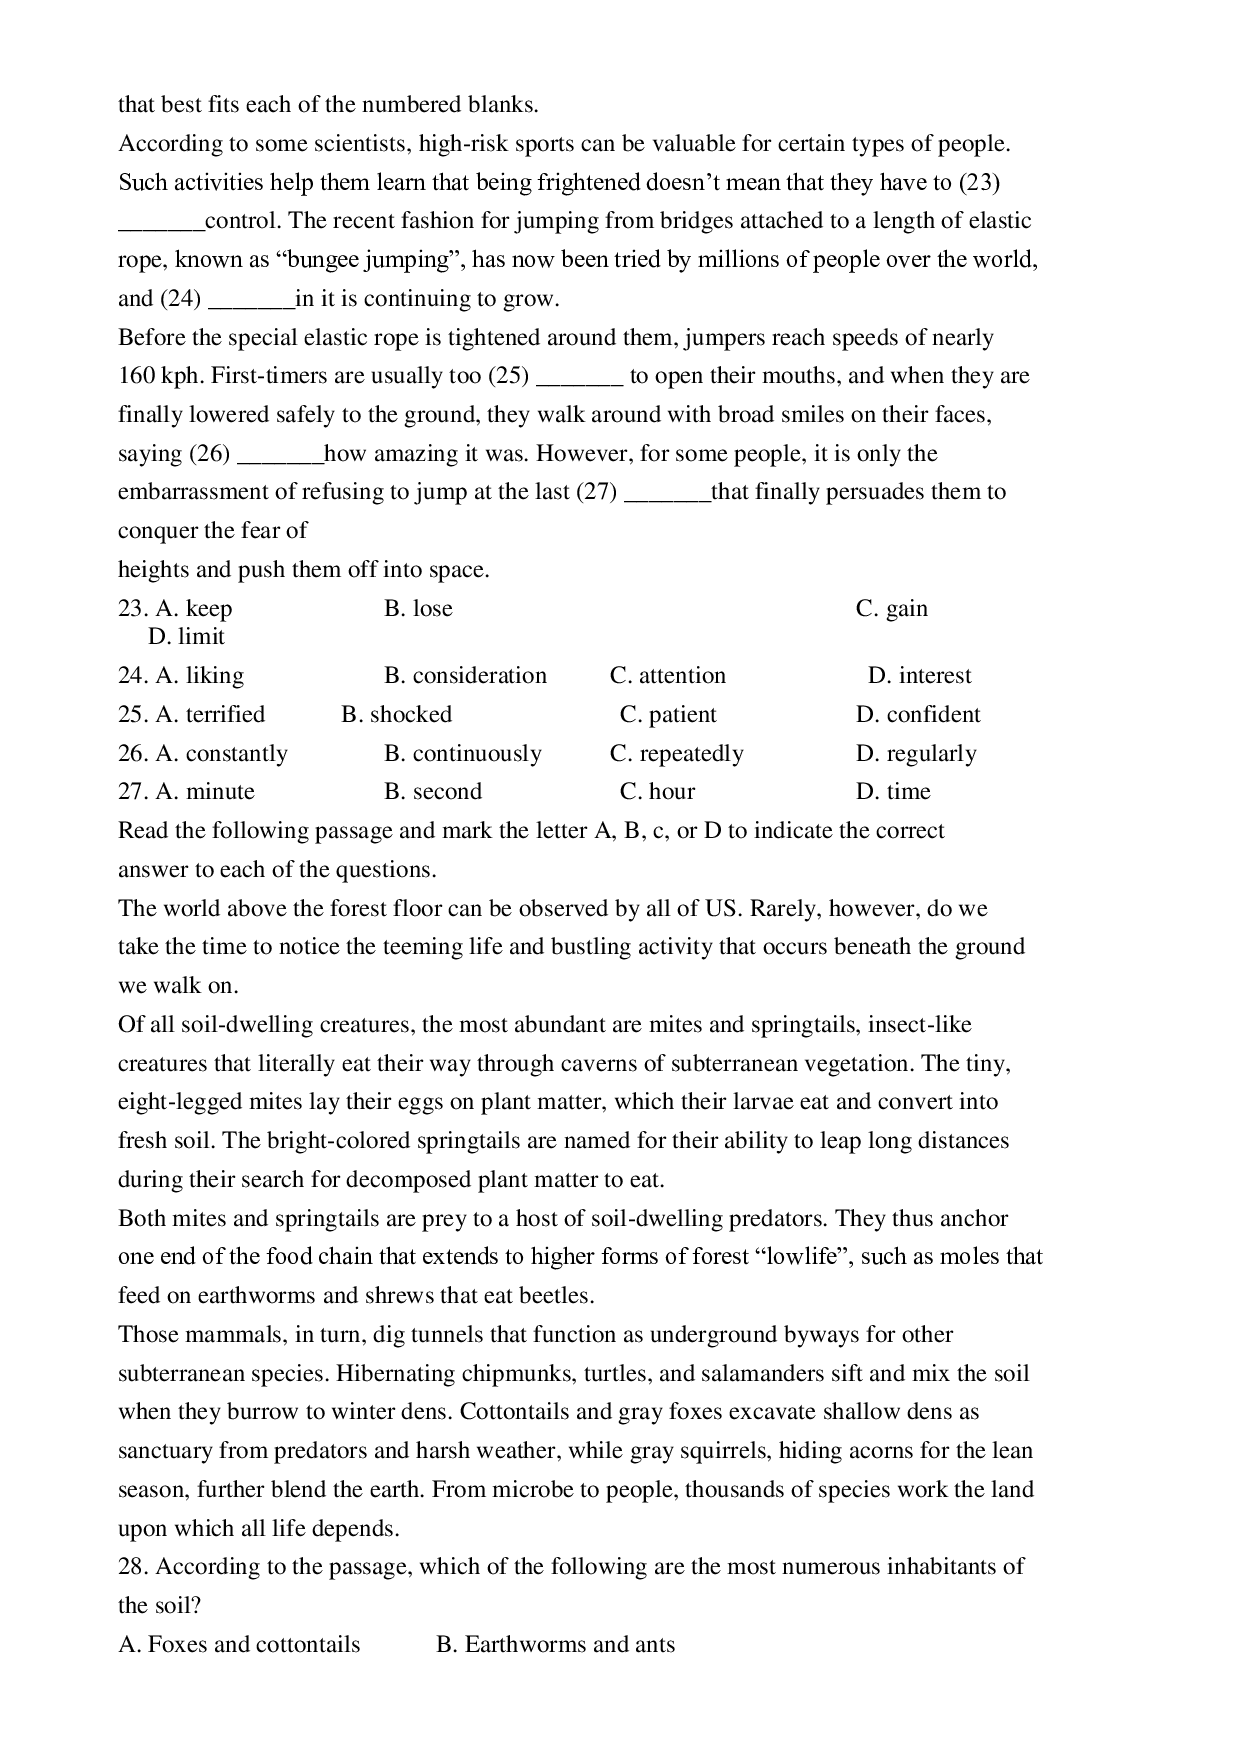 that best fits each of the numbered blanks.
According to some scientists, high-risk sports can be valuable for certain types of people.
Such activities help them learn that being frightened doesn’t mean that they have to (23)
_______control. The recent fashion for jumping from bridges attached to a length of elastic
rope, known as “bungee jumping”, has now been tried by millions of people over the world,
and (24) _______in it is continuing to grow.
Before the special elastic rope is tightened around them, jumpers reach speeds of nearly
160 kph. First-timers are usually too (25) _______ to open their mouths, and when they are
finally lowered safely to the ground, they walk around with broad smiles on their faces,
saying (26) _______how amazing it was. However, for some people, it is only the
embarrassment of refusing to jump at the last (27) _______that finally persuades them to
conquer the fear of
heights and push them off into space.
23. A. keep B. lose C. gain
D. limit
24. A. liking B. consideration C. attention D. interest
25. A. terrified B. shocked C. patient D. confident
26. A. constantly B. continuously C. repeatedly D. regularly
27. A. minute B. second C. hour D. time
Read the following passage and mark the letter A, B, c, or D to indicate the correct
answer to each of the questions.
The world above the forest floor can be observed by all of US. Rarely, however, do we
take the time to notice the teeming life and bustling activity that occurs beneath the ground
we walk on.
Of all soil-dwelling creatures, the most abundant are mites and springtails, insect-like
creatures that literally eat their way through caverns of subterranean vegetation. The tiny,
eight-legged mites lay their eggs on plant matter, which their larvae eat and convert into
fresh soil. The bright-colored springtails are named for their ability to leap long distances
during their search for decomposed plant matter to eat.
Both mites and springtails are prey to a host of soil-dwelling predators. They thus anchor
one end of the food chain that extends to higher forms of forest “lowlife”, such as moles that
feed on earthworms and shrews that eat beetles.
Those mammals, in turn, dig tunnels that function as underground byways for other
subterranean species. Hibernating chipmunks, turtles, and salamanders sift and mix the soil
when they burrow to winter dens. Cottontails and gray foxes excavate shallow dens as
sanctuary from predators and harsh weather, while gray squirrels, hiding acorns for the lean
season, further blend the earth. From microbe to people, thousands of species work the land
upon which all life depends.
28. According to the passage, which of the following are the most numerous inhabitants of
the soil?
A. Foxes and cottontails B. Earthworms and ants